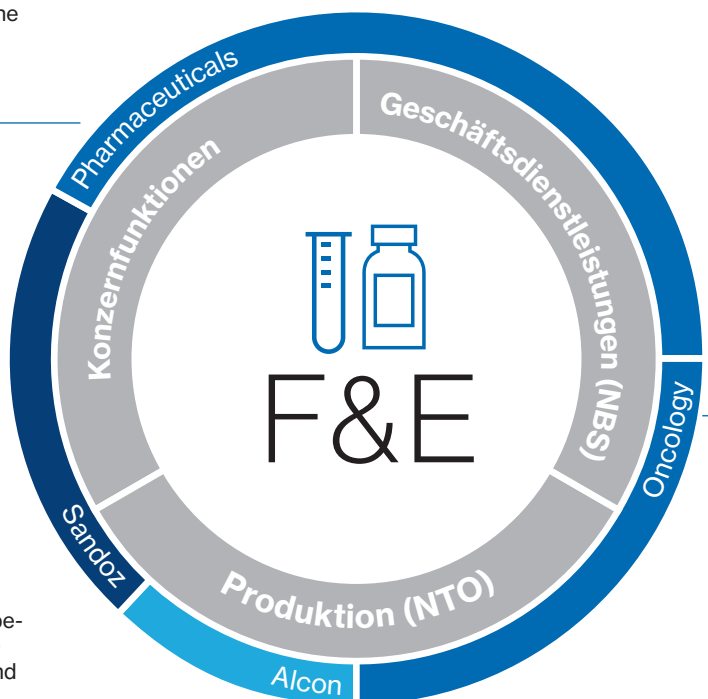 Pharmaceuticals
Konzernfunktionen
Geschäftsdienstleistungen (NBS)
F&E
Oncology
Sandoz
Produktion (NTO)
Alcon